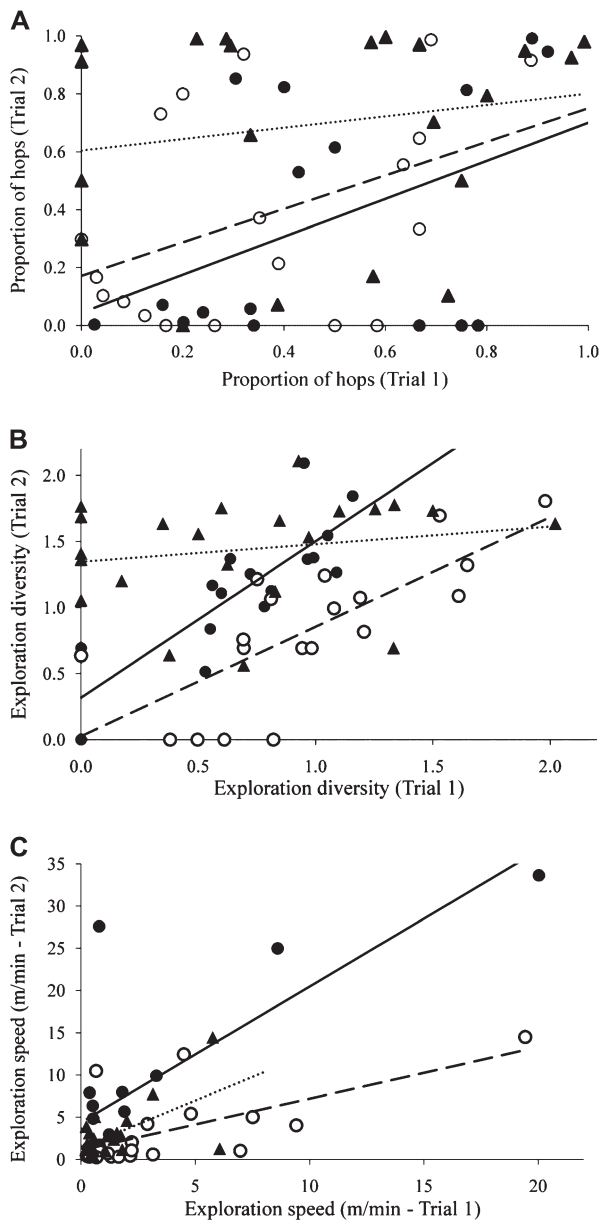 A
Proportion of hops (Trial 2)
1.0
0.8
0.6
0.4
0.2
0.0
0.0 0.2 0.4 0.6 0.8 1.0
Proportion of hops (Trial 1)
B
Exploration diversity (Trial 2)
2.0
1.5
1.0
0.5
0.0
0.0 0.5 1.0 1.5 2.0
Exploration diversity (Trial 1)
C
Exploration speed (m/min - Trial 2)
35
30
25
20
15
10
5
0
0 5 10 15 20
Exploration speed (m/min - Trial 1)